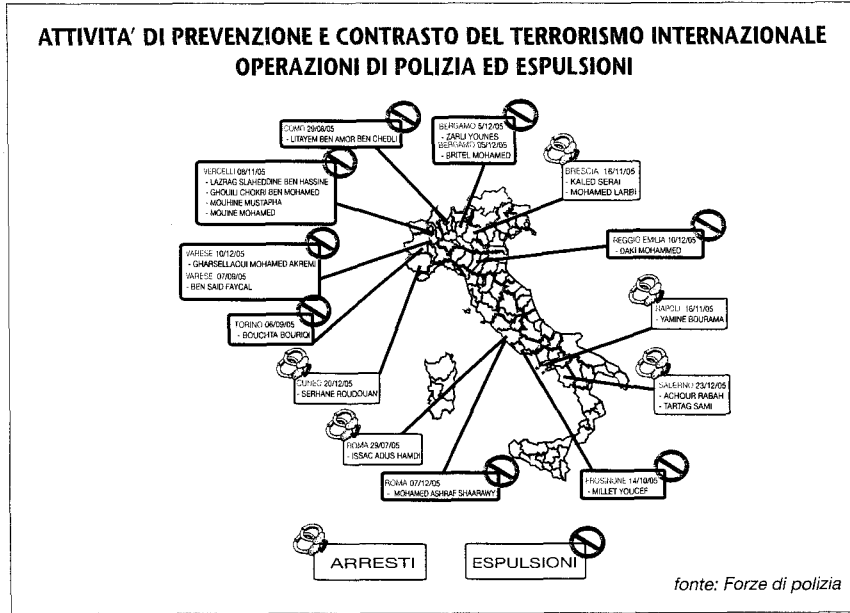 ATTIVITA' DI PREVENZIONE E CONTRASTO DEL TERRORISMO INTERNAZIONALE
OPERAZIONI DI POLIZIA ED ESPULSIONI
COMO 29/08/05
- LITAYEM BEN AMOR BEN CHEDLI
BERGAMO 5/12/05
- ZARLI YOUNES
BERGAMO 05/12/05
- BRITEL MOHAMED
BRESCIA 16/11/05
- KALED SERAI
- MOHAMED LARBI
VERCELLI 08/11/05
- LAZRAG SLAHEDDINE BEN HASSINE
- GHOUILI CHOKRI BEN MOHAMED
- MOUHINE MUSTAPHA
- MOUINE MOHAMED
REGGIO EMILIA 10/12/05
- DAKI MOHAMMED
VARESE 10/12/05
- GHARSELLAOUI MOHAMED AKREMI
VARESE 07/09/05
- BEN SAID FAYCAL
TORINO 06/09/05
- BOUCHTA BOURIQI
NAPOLI 16/11/05
- YAMINE BOURAMA
CUNEO 20/12/05
- SERHANE ROUDOUAN
SALERNO 23/12/05
- ACHOUR RABAH
- TARTAG SAMI
ROMA 29/07/05
- ISSAC ADUS HAMDI
ROMA 07/12/05
- MOHAMED ASHRAF SHAARAWY
FROSINONE 14/10/05
- MILLET YOUCEF
ARRESTI
ESPULSIONI
fonte: Forze di polizia